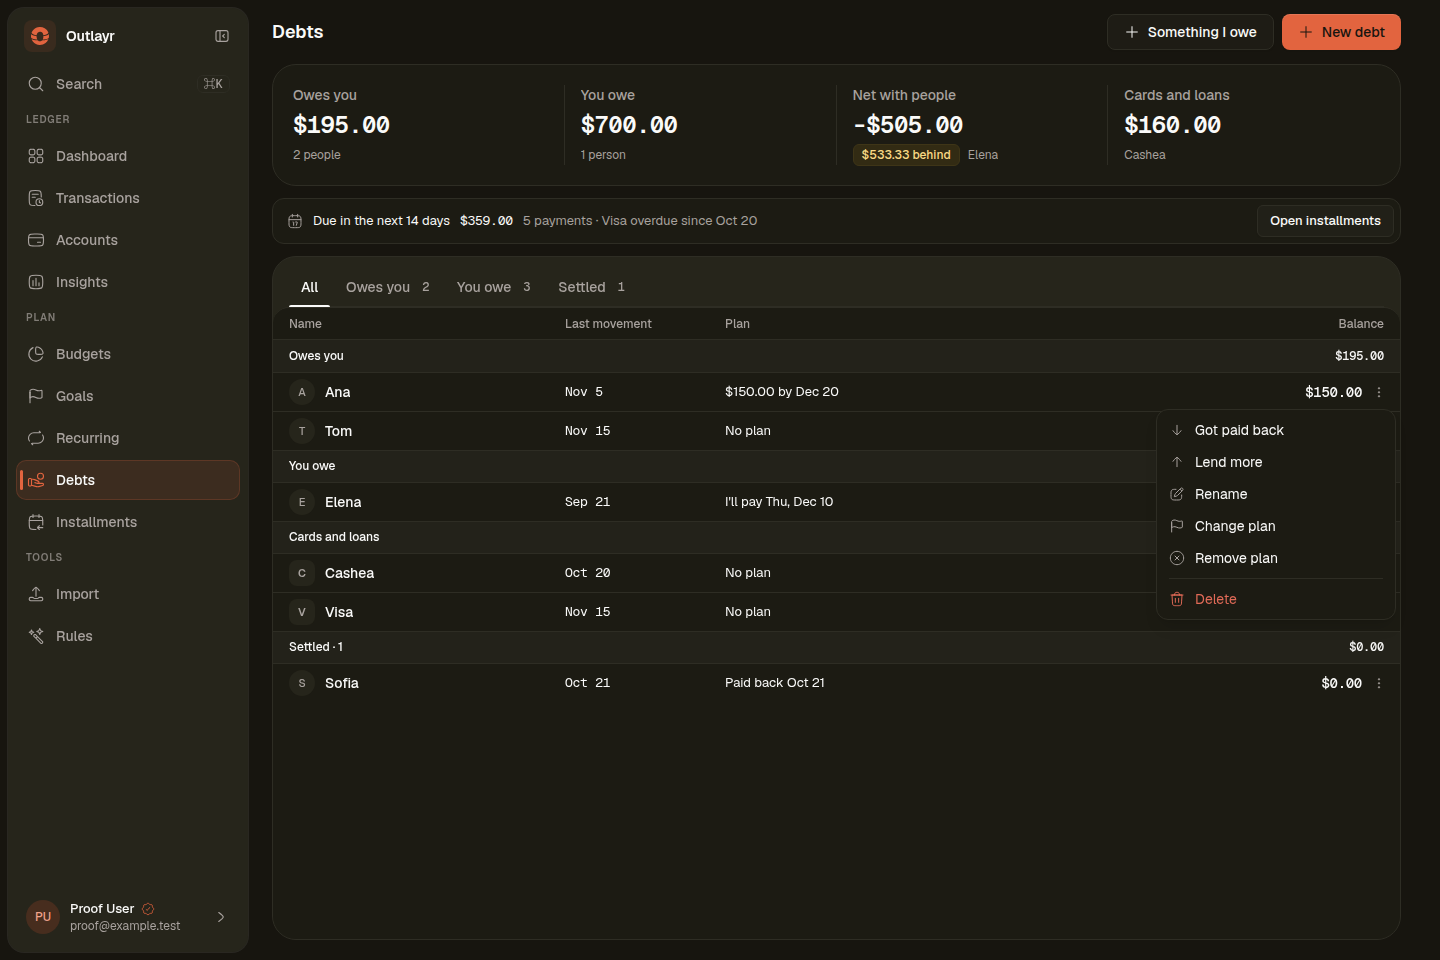 Outlayr
Search ⌘K
LEDGER
Dashboard
Transactions
Accounts
Insights
PLAN
Budgets
Goals
Recurring
Debts
Installments
TOOLS
Import
Rules
PU
Proof User
proof@example.test
Debts
Something I owe
New debt
Owes you
$195.00
2 people
You owe
$700.00
1 person
Net with people
-$505.00
$533.33 behind Elena
Cards and loans
$160.00
Cashea
Due in the next 14 days $359.00 5 payments · Visa overdue since Oct 20
Open installments
All Owes you 2 You owe 3 Settled 1
Name Last movement Plan Balance
Owes you $195.00
A Ana Nov 5 $150.00 by Dec 20 $150.00
T Tom Nov 15 No plan
You owe
E Elena Sep 21 I'll pay Thu, Dec 10
Cards and loans
C Cashea Oct 20 No plan
V Visa Nov 15 No plan
Settled · 1 $0.00
S Sofia Oct 21 Paid back Oct 21 $0.00
Got paid back
Lend more
Rename
Change plan
Remove plan
Delete